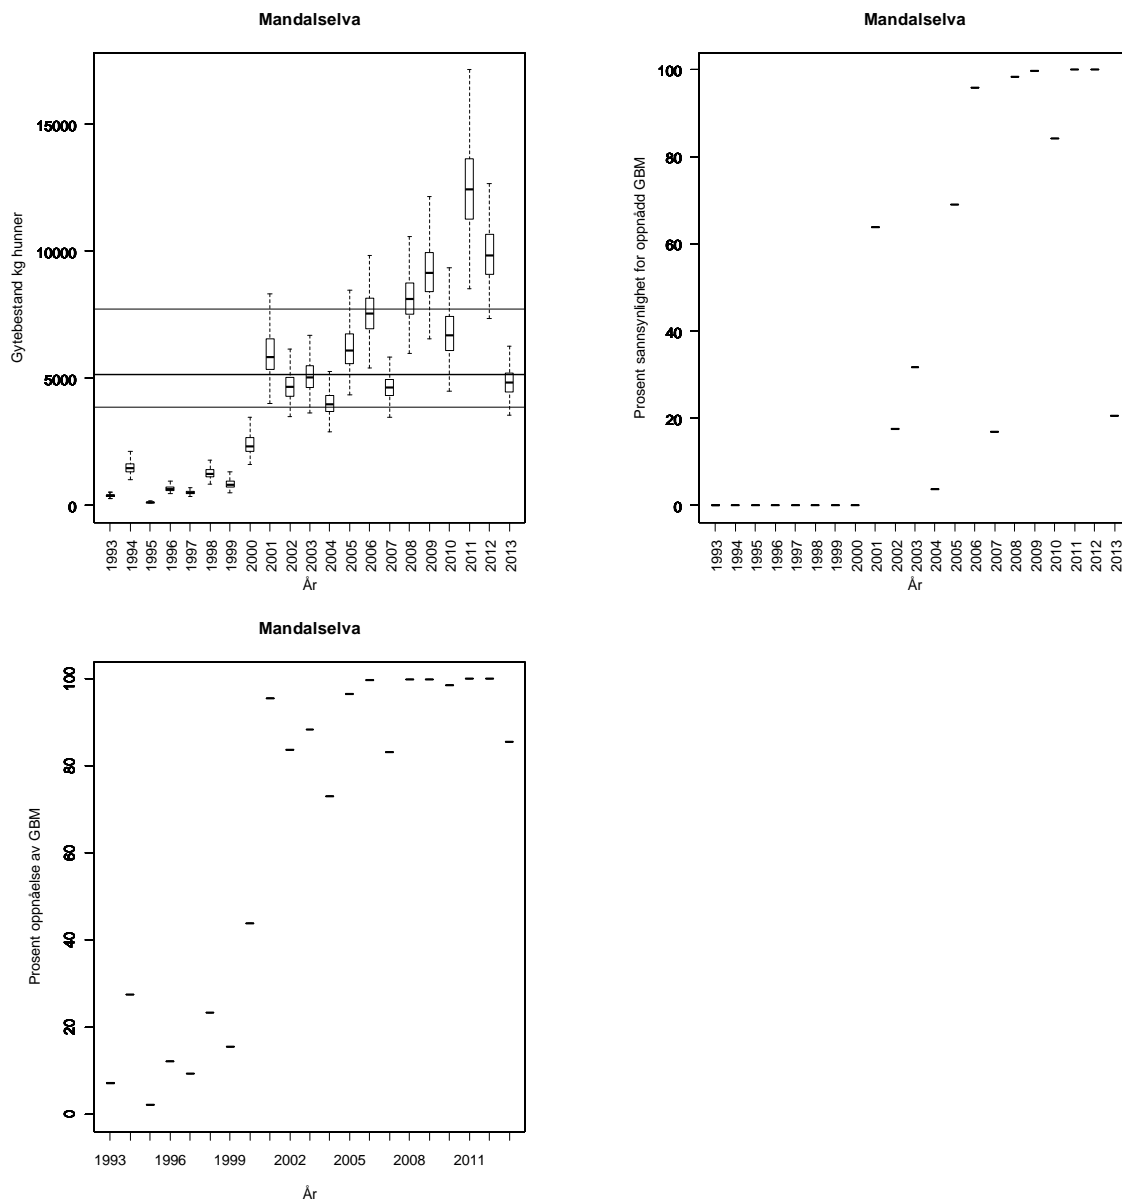 Mandalselva
Gytebestand kg hunner
15000
10000
5000
0
1993 1994 1995 1996 1997 1998 1999 2000 2001 2002 2003 2004 2005 2006 2007 2008 2009 2010 2011 2012 2013
År
Mandalselva
Prosent sannsynlighet for oppnådd GBM
100
80
60
40
20
0
1993 1994 1995 1996 1997 1998 1999 2000 2001 2002 2003 2004 2005 2006 2007 2008 2009 2010 2011 2012 2013
År
Mandalselva
Prosent oppnåelse av GBM
100
80
60
40
20
0
1993 1996 1999 2002 2005 2008 2011
År